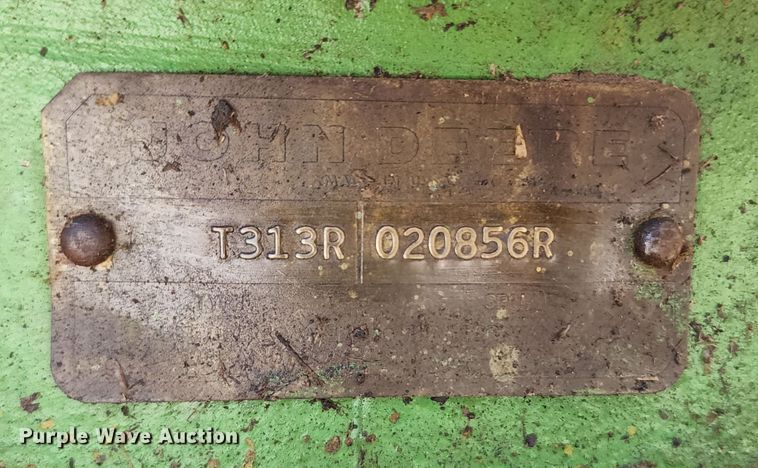 JOHN DEERE
T313R 020856R
Purple Wave Auction